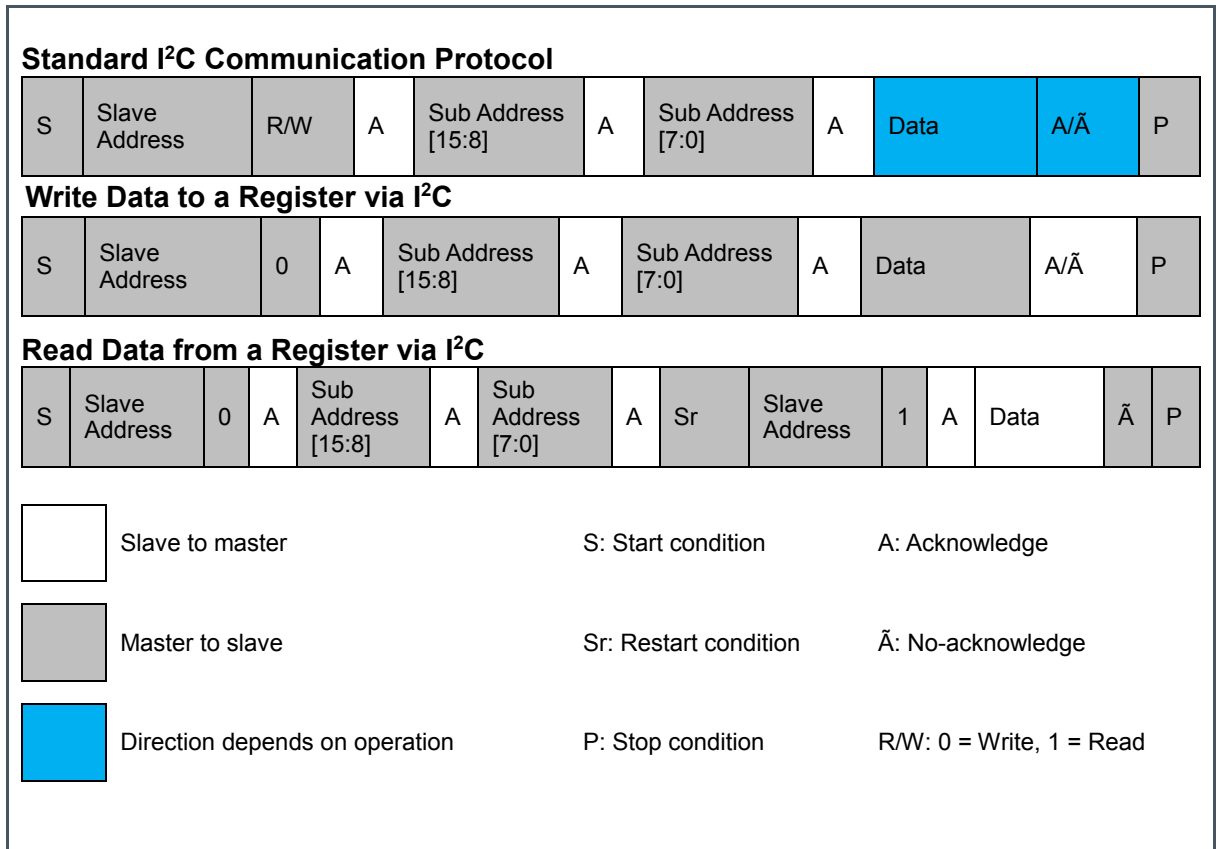 Standard I²C Communication Protocol
S Slave Address R/W A Sub Address [15:8] A Sub Address [7:0] A Data A/Ã P
Write Data to a Register via I²C
S Slave Address 0 A Sub Address [15:8] A Sub Address [7:0] A Data A/Ã P
Read Data from a Register via I²C
S Slave Address 0 A Sub Address [15:8] A Sub Address [7:0] A Sr Slave Address 1 A Data Ã P
Slave to master S: Start condition A: Acknowledge
Master to slave Sr: Restart condition Ã: No-acknowledge
Direction depends on operation P: Stop condition R/W: 0 = Write, 1 = Read